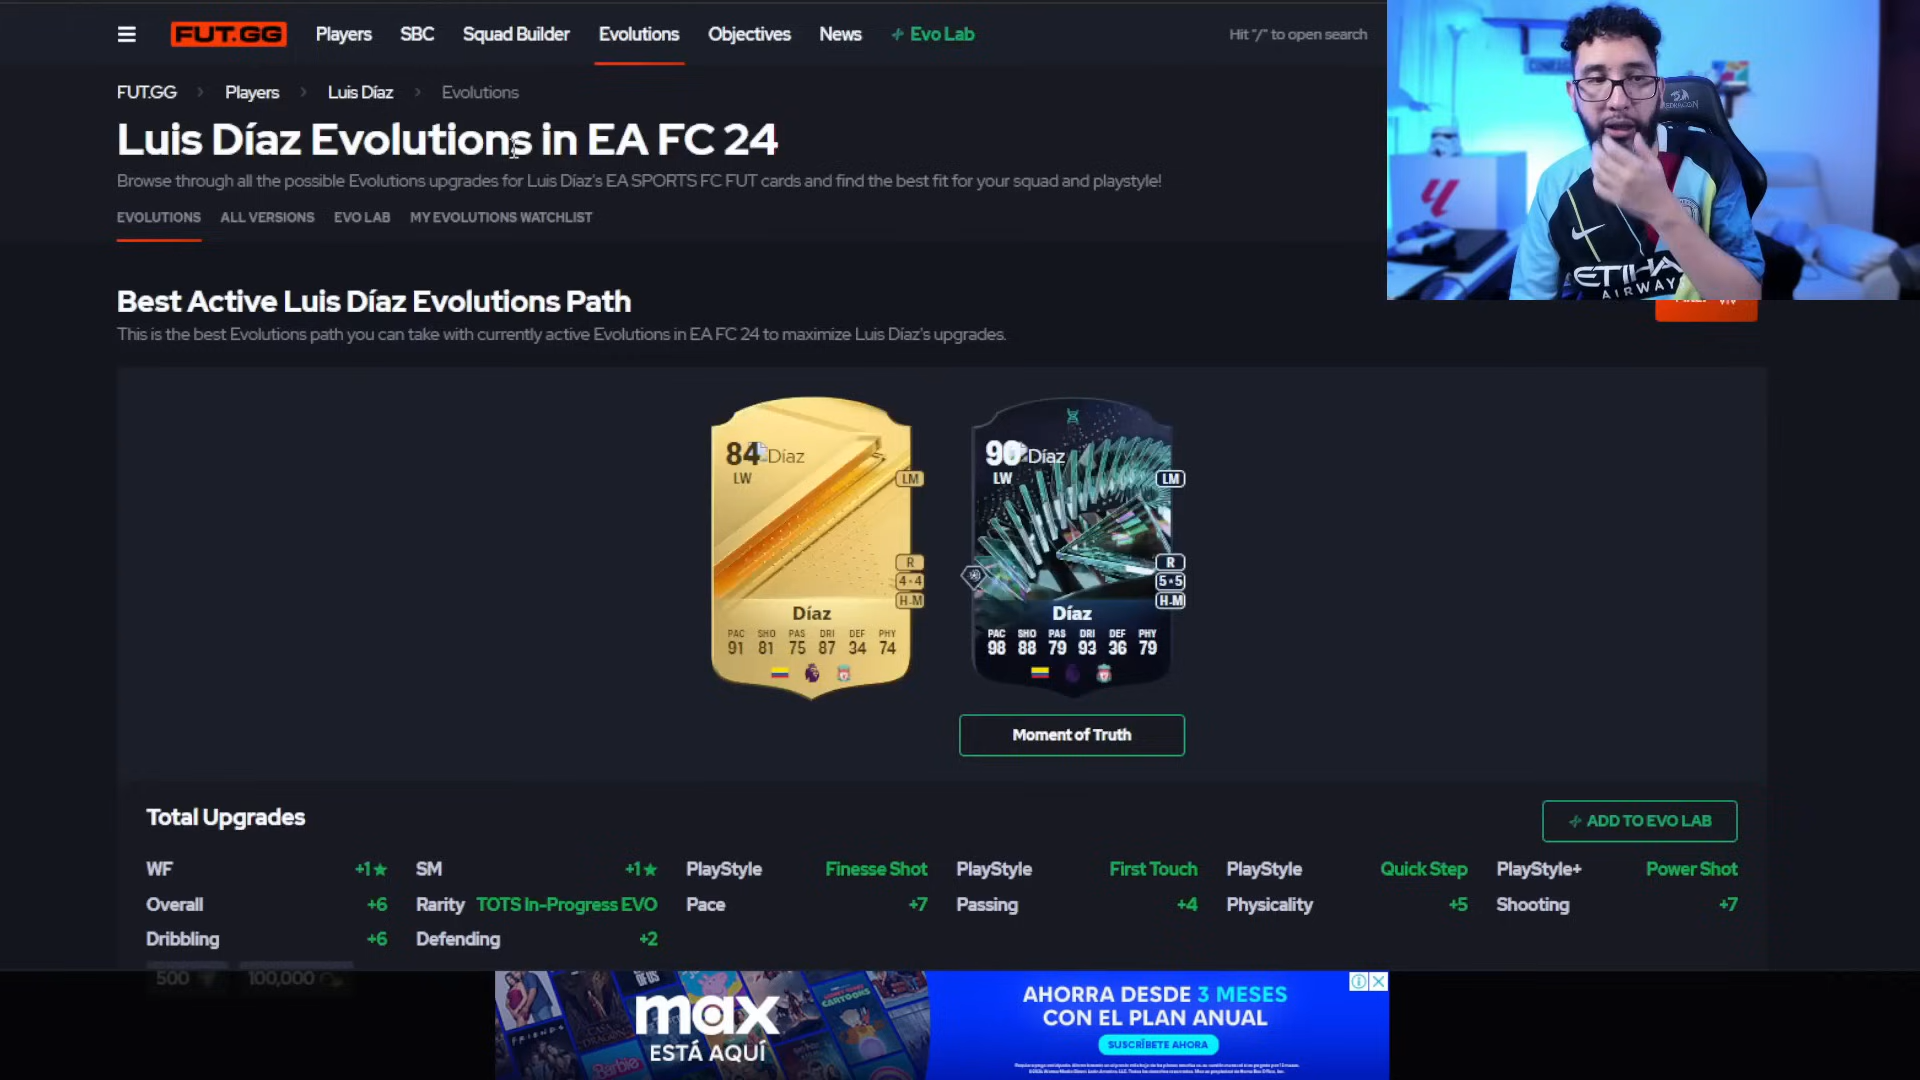 FUT.GG Players SBC Squad Builder Evolutions Objectives News Evo Lab Hit "/" to open search
FUT.GG > Players > Luis Díaz > Evolutions
Luis Díaz Evolutions in EA FC 24
Browse through all the possible Evolutions upgrades for Luis Díaz's EA SPORTS FC FUT cards and find the best fit for your squad and playstyle!
EVOLUTIONS ALL VERSIONS EVO LAB MY EVOLUTIONS WATCHLIST
ETIHA
AIRWAYS
Best Active Luis Díaz Evolutions Path
This is the best Evolutions path you can take with currently active Evolutions in EA FC 24 to maximize Luis Díaz's upgrades.
84 Díaz
LW
LM
R
4★4
H-M
Díaz
PAC SHO PAS DRI DEF PHY
91 81 75 87 34 74
90 Díaz
LW
LM
R
5★5
H-M
Díaz
PAC SHO PAS DRI DEF PHY
98 88 79 93 36 79
Moment of Truth
Total Upgrades
ADD TO EVO LAB
WF +1★ SM +1★ PlayStyle Finesse Shot PlayStyle First Touch PlayStyle Quick Step PlayStyle+ Power Shot
Overall +6 Rarity TOTS In-Progress EVO Pace +7 Passing +4 Physicality +5 Shooting +7
Dribbling +6 Defending +2
500 100,000
FRIENDS
OF US
Barbie
CARTOONS
max
ESTÁ AQUÍ
AHORRA DESDE 3 MESES
CON EL PLAN ANUAL
SUSCRÍBETE AHORA